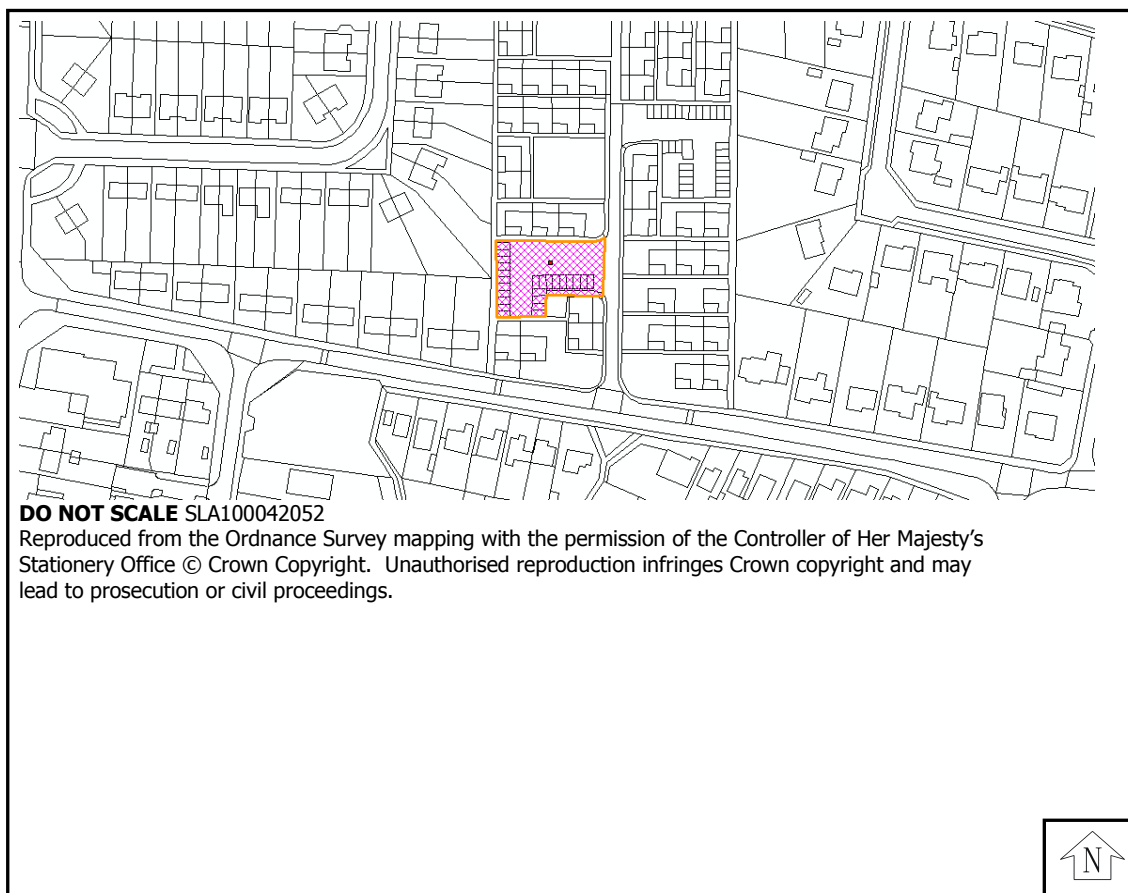 DO NOT SCALE SLA100042052
Reproduced from the Ordnance Survey mapping with the permission of the Controller of Her Majesty's
Stationery Office © Crown Copyright.  Unauthorised reproduction infringes Crown copyright and may
lead to prosecution or civil proceedings.
N